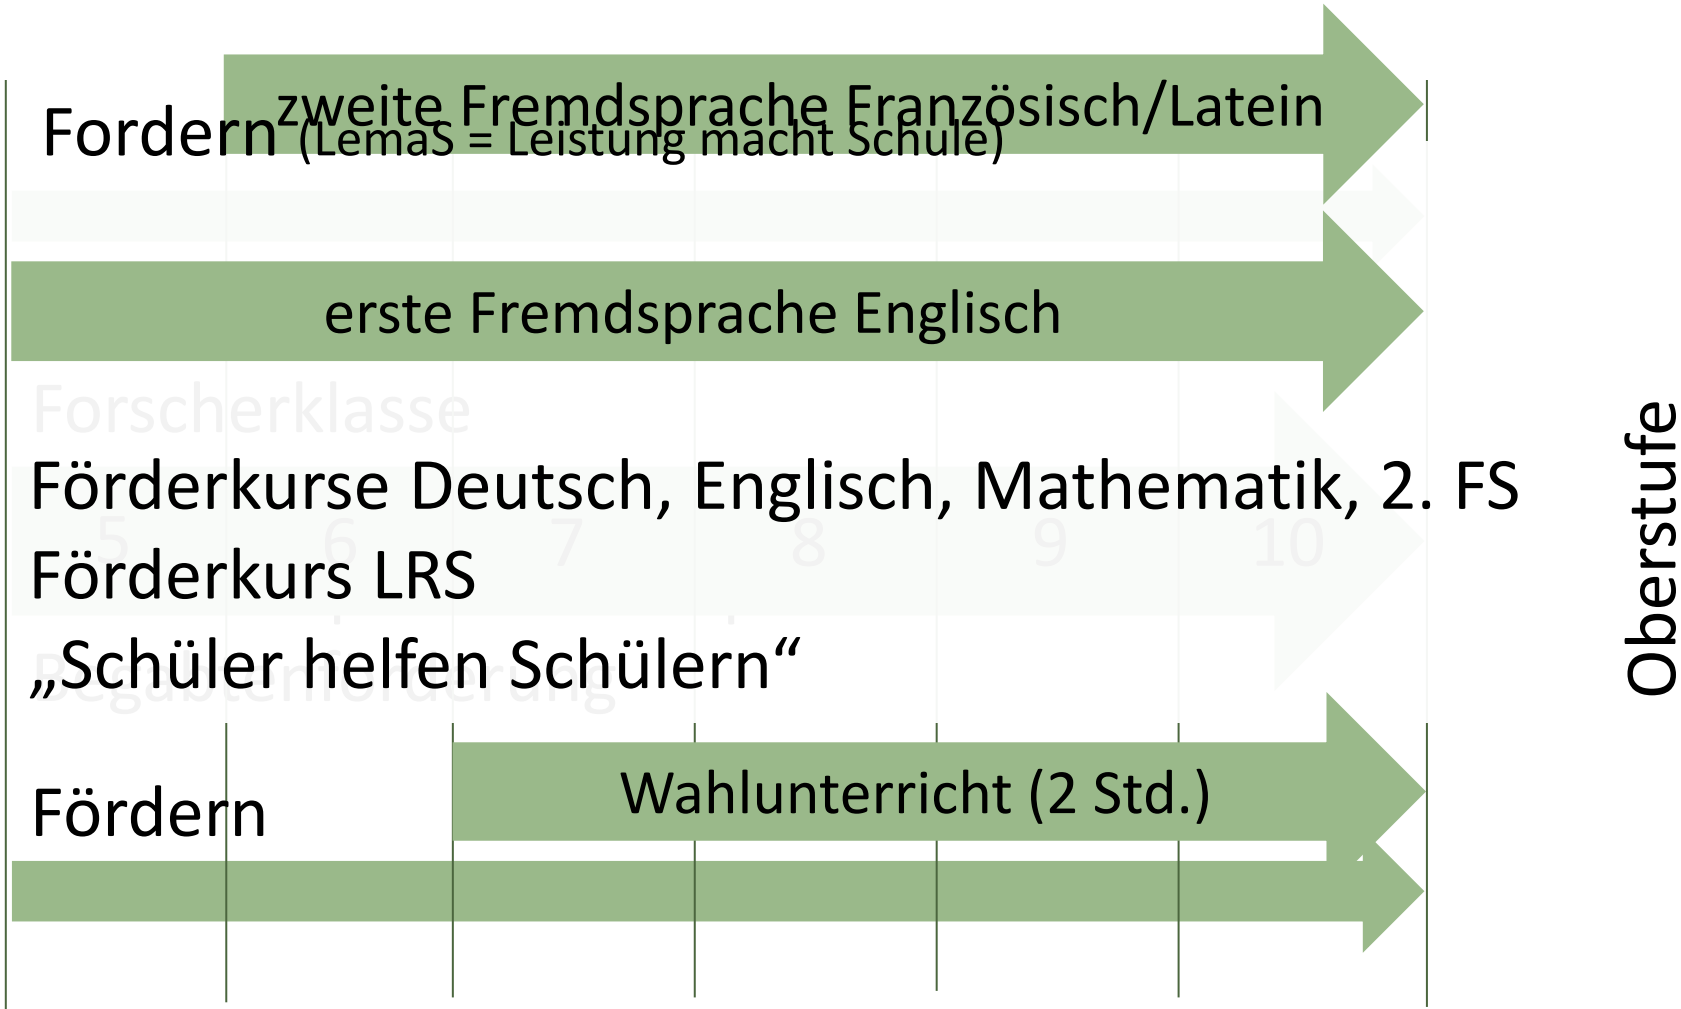 zweite Fremdsprache Französisch/Latein
Fordern (LemaS = Leistung macht Schule)
erste Fremdsprache Englisch
Forscherklasse
Förderkurse Deutsch, Englisch, Mathematik, 2. FS
5 6 7 8 9 10
Förderkurs LRS
„Schüler helfen Schülern“
Begabtenförderung
Wahlunterricht (2 Std.)
Fördern
Oberstufe